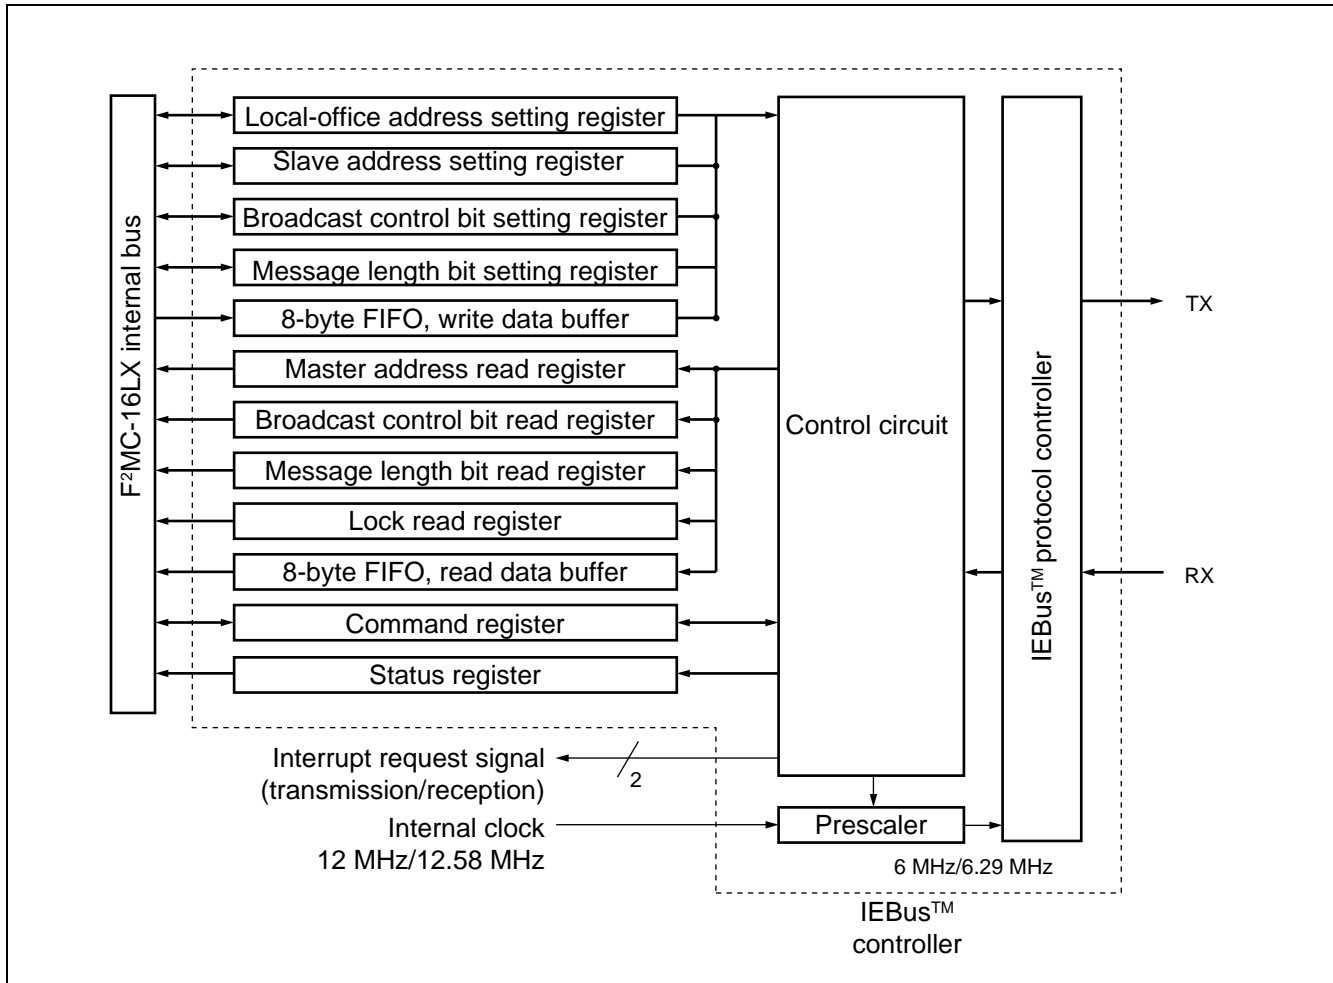 F²MC-16LX internal bus
Local-office address setting register
Slave address setting register
Broadcast control bit setting register
Message length bit setting register
8-byte FIFO, write data buffer
Master address read register
Broadcast control bit read register
Message length bit read register
Lock read register
8-byte FIFO, read data buffer
Command register
Status register
Control circuit
IEBus™ protocol controller
TX
RX
Interrupt request signal
(transmission/reception)
2
Internal clock
12 MHz/12.58 MHz
Prescaler
6 MHz/6.29 MHz
IEBus™
controller